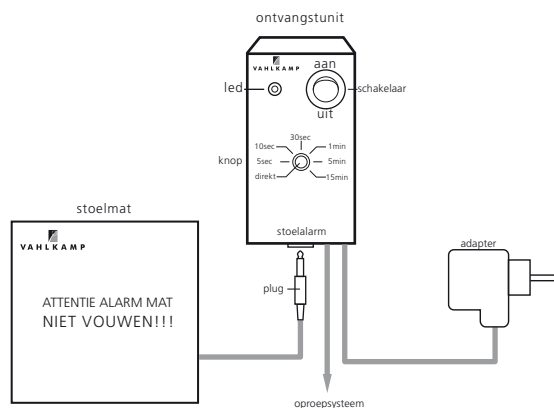 ontvangstunit
VAHLKAMP
aan
led
schakelaar
uit
30sec
10sec
1min
knop
5sec
5min
direkt
15min
stoelalarm
stoelmat
VAHLKAMP
ATTENTIE ALARM MAT
NIET VOUWEN!!!
plug
adapter
oproepsysteem